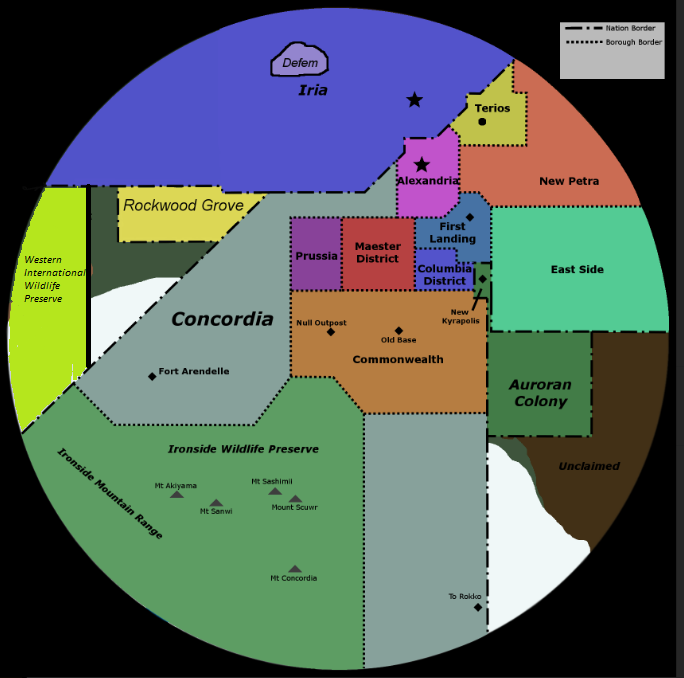 Nation Border
Borough Border
Defem
Iria
Terios
Alexandria
New Petra
Rockwood Grove
First
Landing
Prussia
Maester
District
Columbia
District
East Side
Western
International
Wildlife
Preserve
New
Kyrapolis
Concordia
Null Outpost
Old Base
Commonwealth
Fort Arendelle
Auroran
Colony
Ironside Wildlife Preserve
Unclaimed
Ironside Mountain Range
Mt Akiyama
Mt Sashimii
Mt Sanwi
Mount Scuwr
Mt Concordia
To Rokko